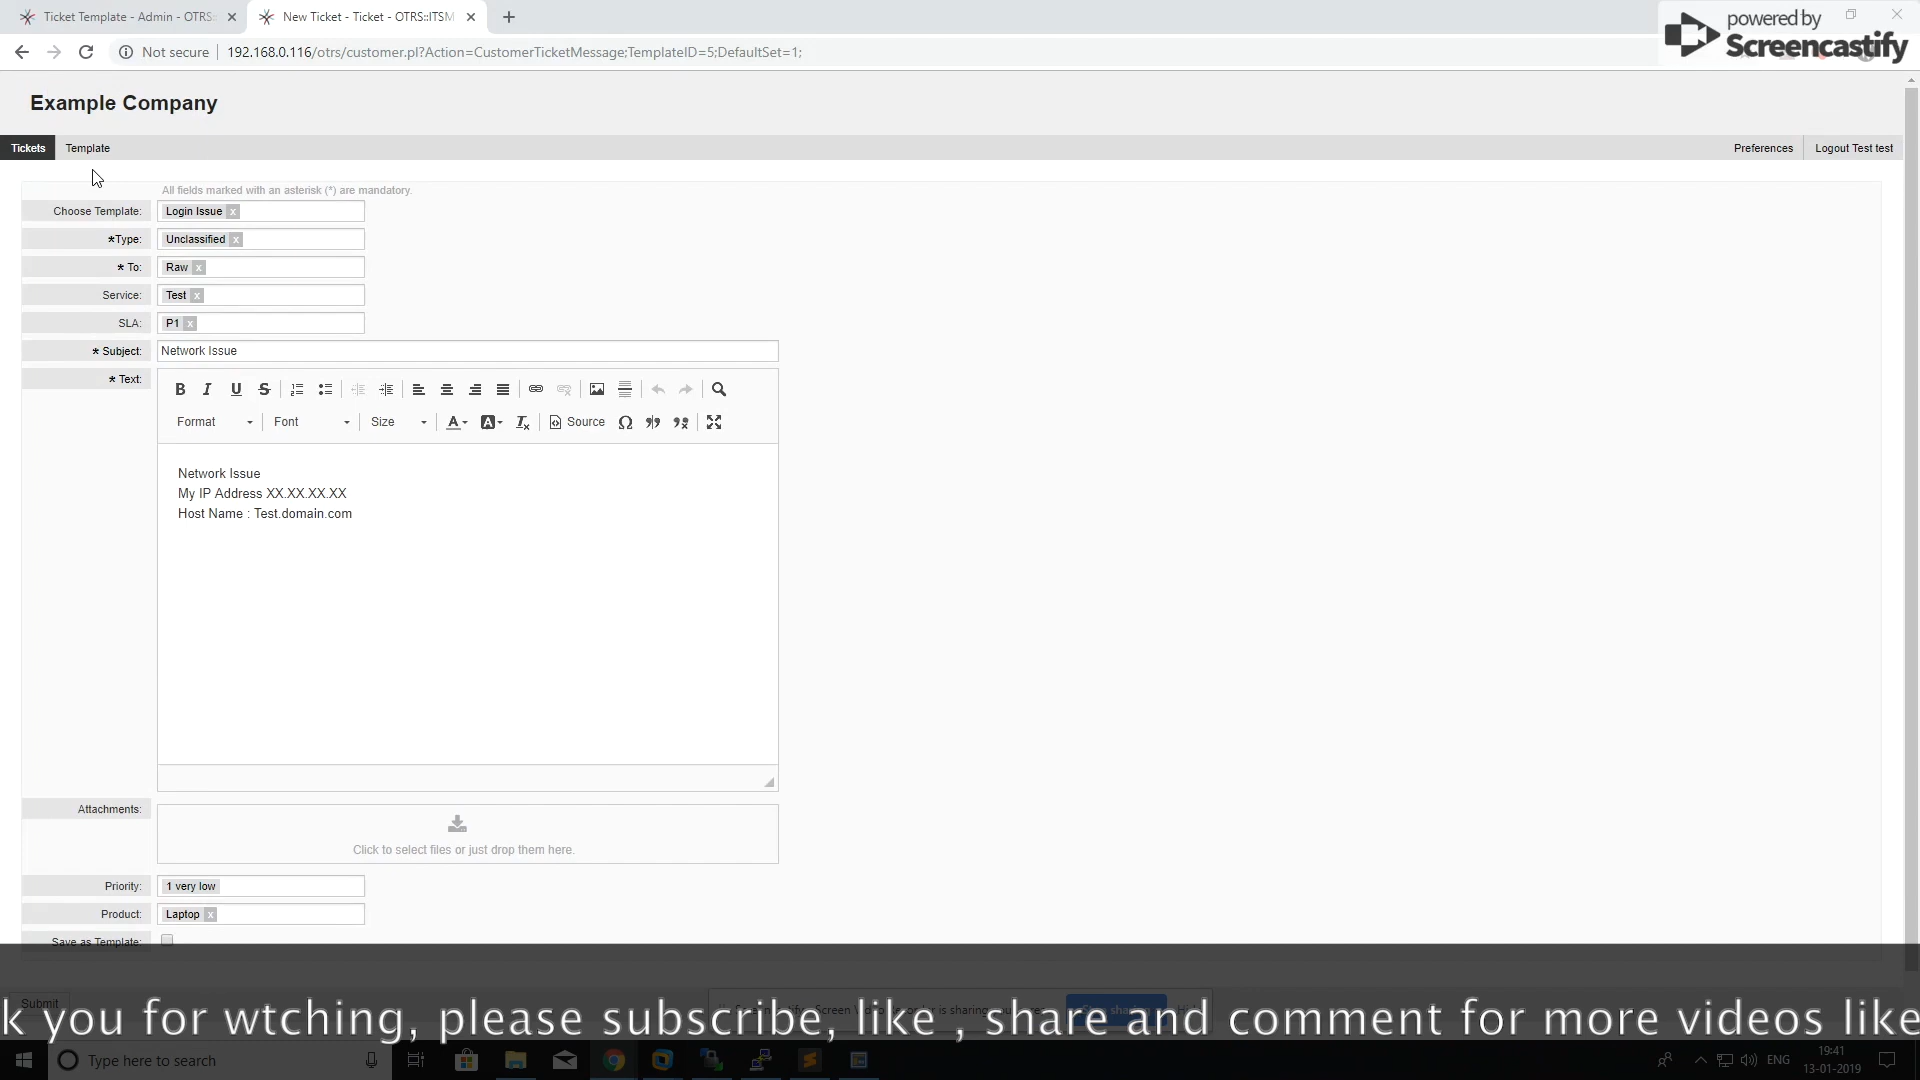 Ticket Template - Admin - OTRS:: New Ticket - Ticket - OTRS::ITSM
powered by
Screencastify
Not secure 192.168.0.116/otrs/customer.pl?Action=CustomerTicketMessage;TemplateID=5;DefaultSet=1;
Example Company
Tickets Template Preferences Logout Test test
All fields marked with an asterisk (*) are mandatory.
Choose Template: Login Issue x
*Type: Unclassified x
* To: Raw x
Service: Test x
SLA: P1 x
* Subject: Network Issue
* Text:
Format Font Size Source
Network Issue
My IP Address XX.XX.XX.XX
Host Name : Test.domain.com
Attachments:
Click to select files or just drop them here.
Priority: 1 very low
Product: Laptop x
Save as Template:
Submit
k you for wtching, please subscribe, like , share and comment for more videos like
Type here to search ENG 19:41
13-01-2019